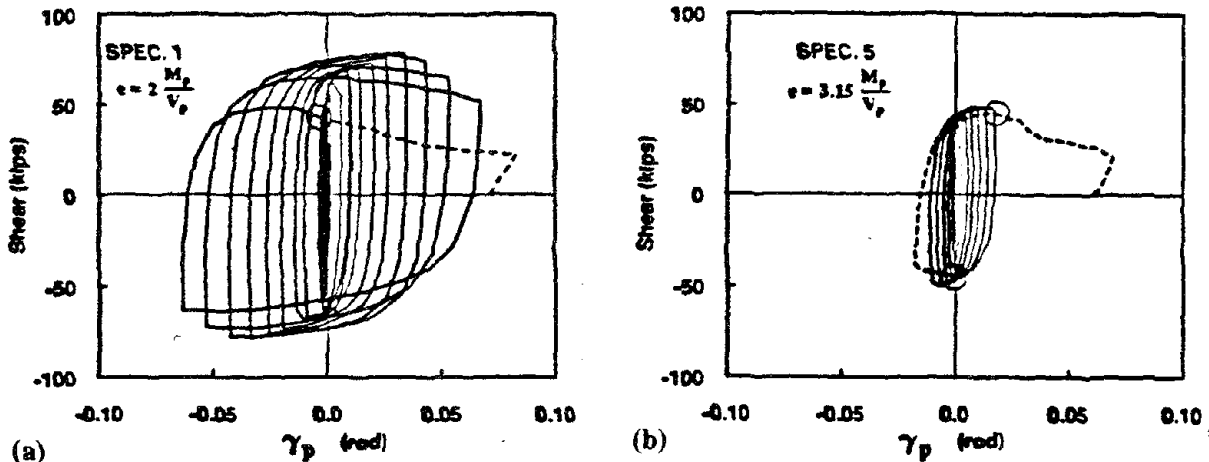 100
50
0
-50
-100
Shear (kips)
SPEC. 1
e = 2 M_p / V_p
-0.10
-0.05
0.0
0.05
0.10
γ_p (rad)
(a)
100
50
0
-50
-100
Shear (kips)
SPEC. 5
e = 3.15 M_p / V_p
-0.10
-0.05
0.0
0.05
0.10
γ_p (rad)
(b)